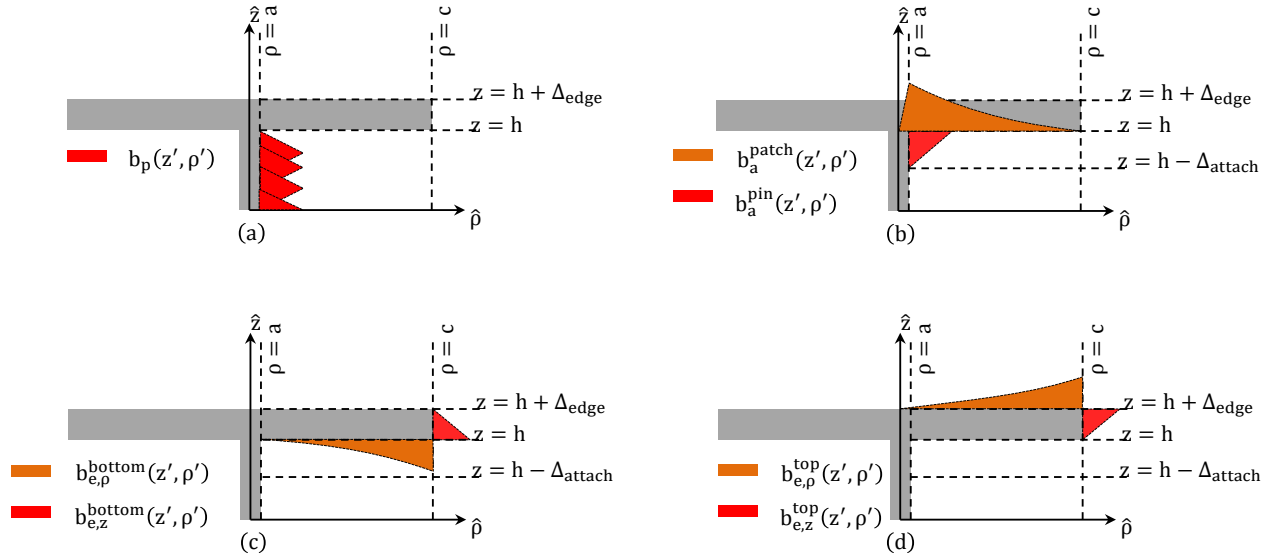 ẑ
ρ = a
ρ = c
z = h + Δ_edge
z = h
b_p(z′, ρ′)
ρ̂
(a)
ẑ
ρ = a
ρ = c
z = h + Δ_edge
z = h
b_a^patch(z′, ρ′)
z = h − Δ_attach
b_a^pin(z′, ρ′)
ρ̂
(b)
ẑ
ρ = a
ρ = c
z = h + Δ_edge
z = h
b_e,ρ^bottom(z′, ρ′)
z = h − Δ_attach
b_e,z^bottom(z′, ρ′)
ρ̂
(c)
ẑ
ρ = a
ρ = c
z = h + Δ_edge
z = h
b_e,ρ^top(z′, ρ′)
z = h − Δ_attach
b_e,z^top(z′, ρ′)
ρ̂
(d)